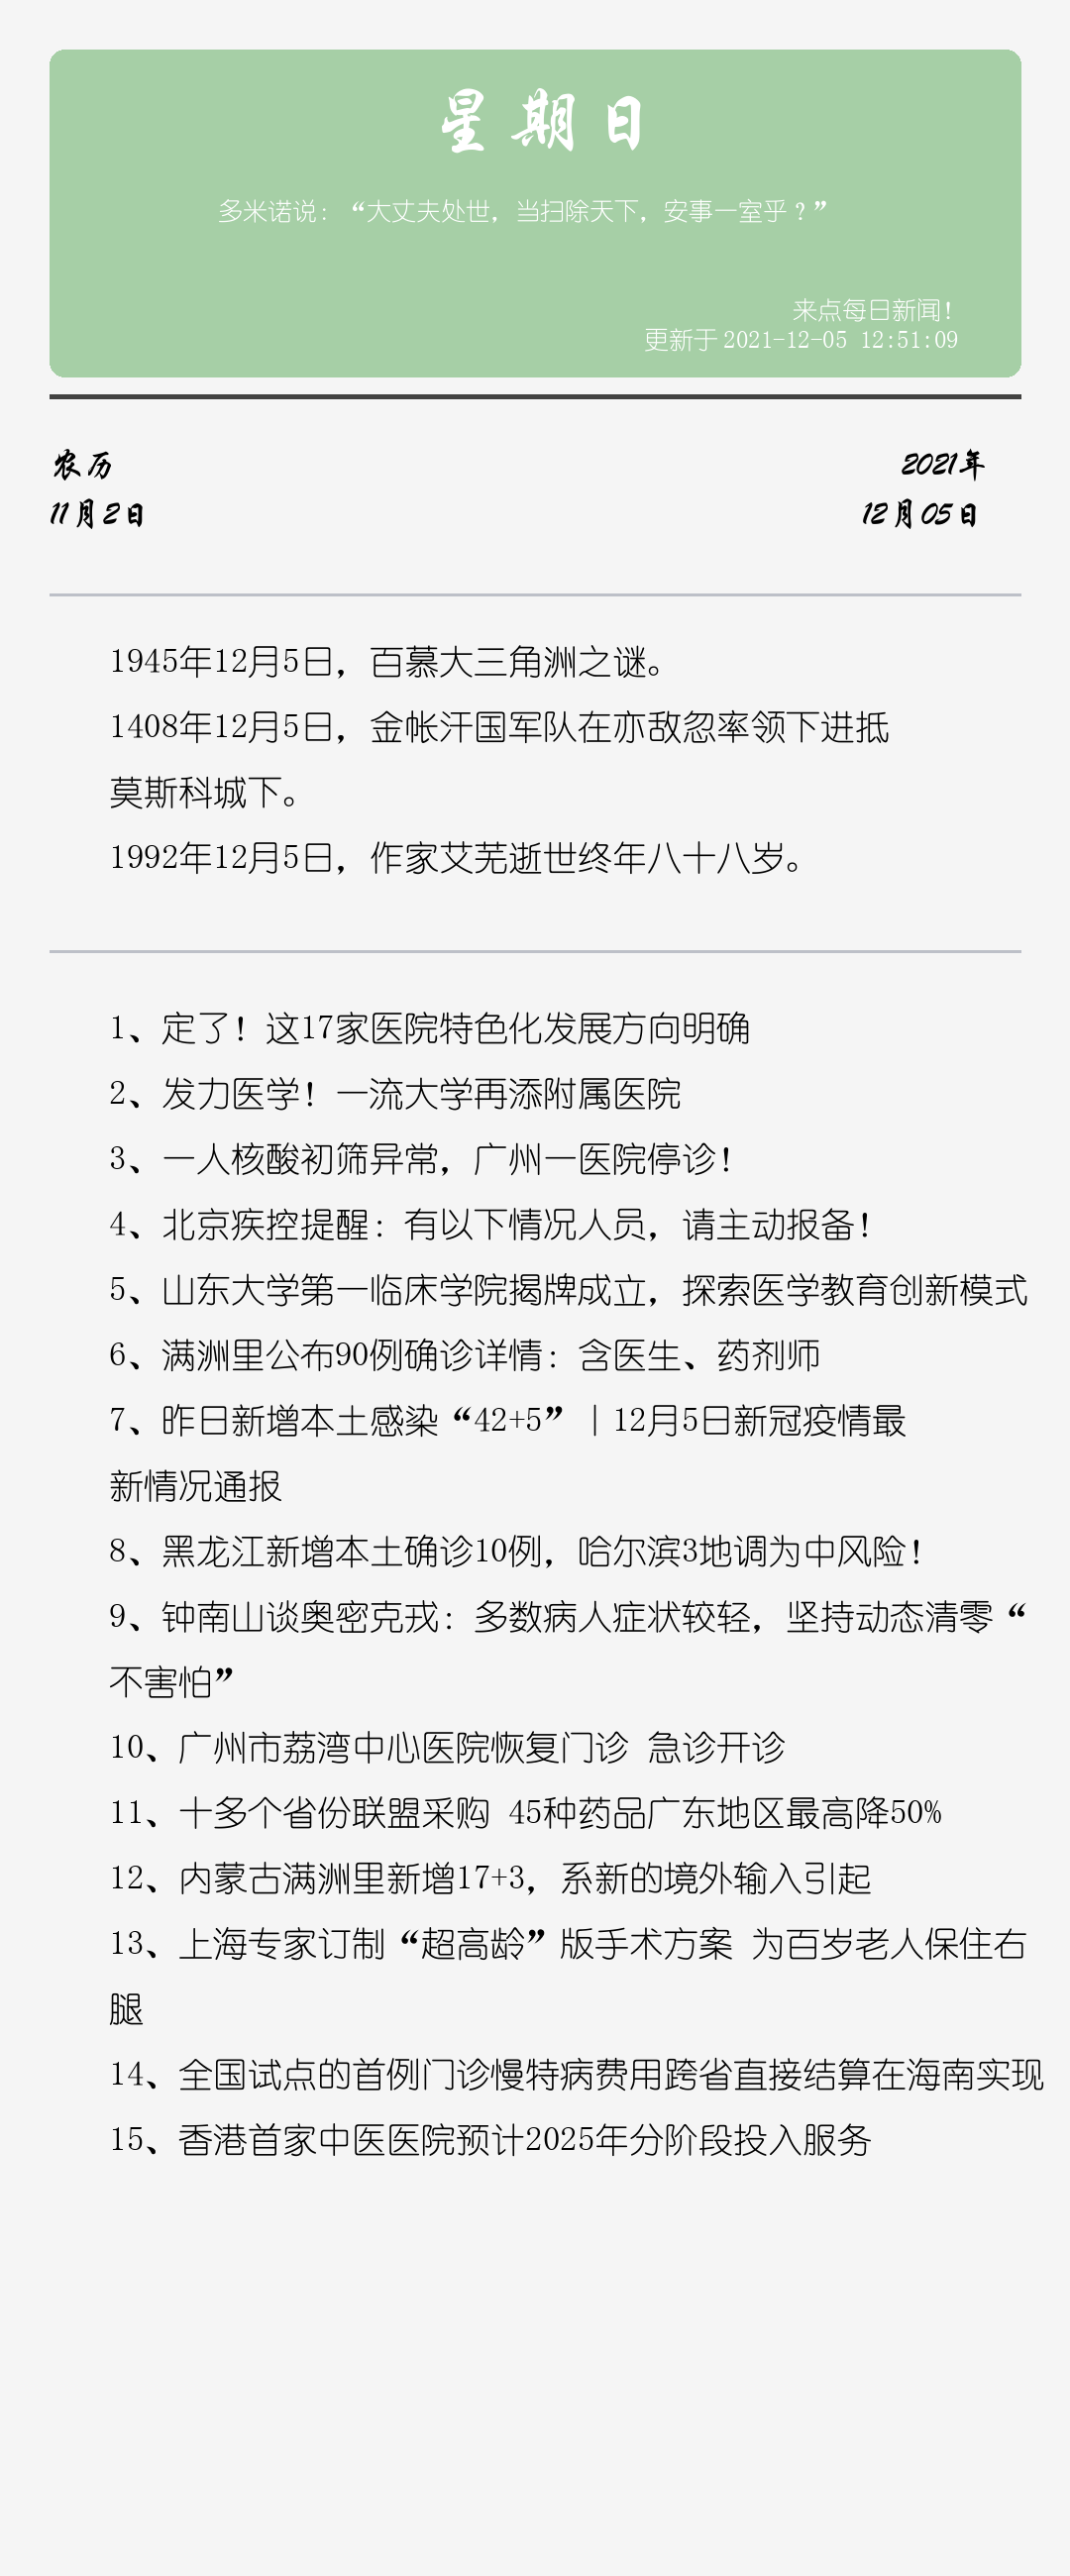 星期日
多米诺说：“大丈夫处世，当扫除天下，安事一室乎？”
来点每日新闻！
更新于2021-12-05 12:51:09
农历
2021年
11月2日
12月05日
1945年12月5日，百慕大三角洲之谜。
1408年12月5日，金帐汗国军队在亦敌忽率领下进抵
莫斯科城下。
1992年12月5日，作家艾芜逝世终年八十八岁。
1、定了！这17家医院特色化发展方向明确
2、发力医学！一流大学再添附属医院
3、一人核酸初筛异常，广州一医院停诊！
4、北京疾控提醒：有以下情况人员，请主动报备！
5、山东大学第一临床学院揭牌成立，探索医学教育创新模式
6、满洲里公布90例确诊详情：含医生、药剂师
7、昨日新增本土感染“42+5”｜12月5日新冠疫情最
新情况通报
8、黑龙江新增本土确诊10例，哈尔滨3地调为中风险！
9、钟南山谈奥密克戎：多数病人症状较轻，坚持动态清零“
不害怕”
10、广州市荔湾中心医院恢复门诊 急诊开诊
11、十多个省份联盟采购 45种药品广东地区最高降50%
12、内蒙古满洲里新增17+3，系新的境外输入引起
13、上海专家订制“超高龄”版手术方案 为百岁老人保住右
腿
14、全国试点的首例门诊慢特病费用跨省直接结算在海南实现
15、香港首家中医医院预计2025年分阶段投入服务